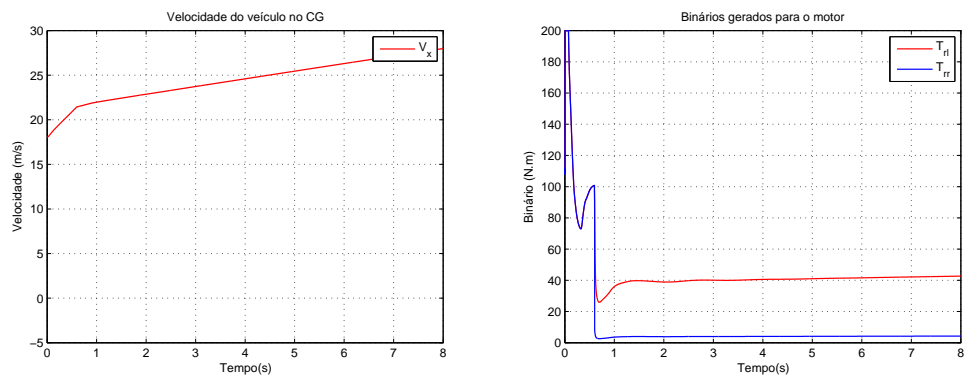 Velocidade do veículo no CG
30
25
20
15
10
5
0
−5
Velocidade (m/s)
0 1 2 3 4 5 6 7 8
Tempo(s)
V_x
Binários gerados para o motor
200
180
160
140
120
100
80
60
40
20
0
Binário (N.m)
0 1 2 3 4 5 6 7 8
Tempo(s)
T_rl
T_rr